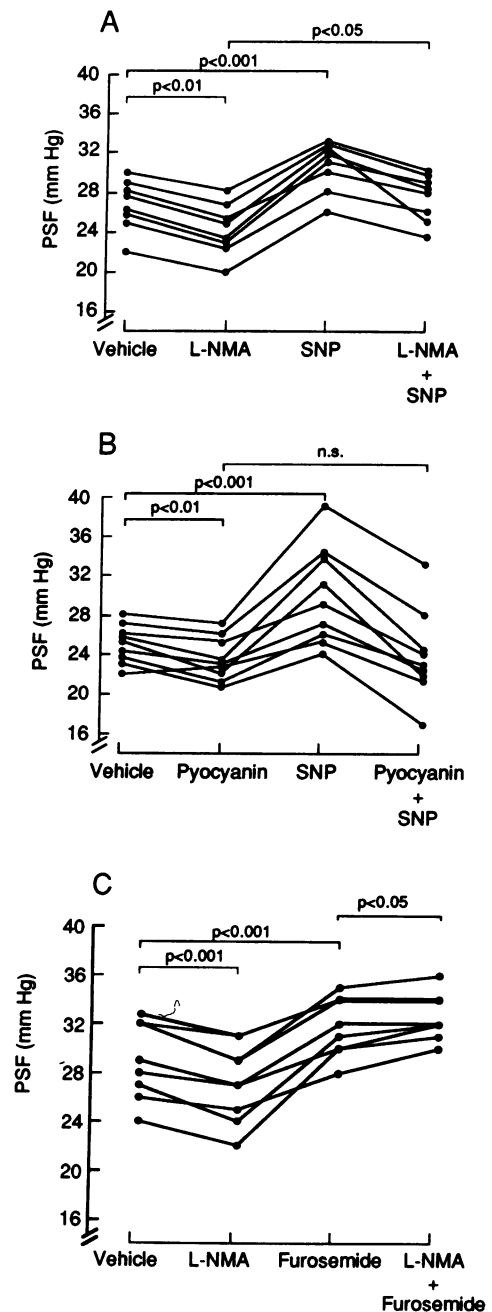 A
p<0.05
p<0.001
p<0.01
PSF (mm Hg)
40
36
32
28
24
20
16
Vehicle L-NMA SNP L-NMA
+
SNP
B
n.s.
p<0.001
p<0.01
PSF (mm Hg)
40
36
32
28
24
20
16
Vehicle Pyocyanin SNP Pyocyanin
+
SNP
C
p<0.05
p<0.001
p<0.001
PSF (mm Hg)
40
36
32
28
24
20
16
Vehicle L-NMA Furosemide L-NMA
+
Furosemide